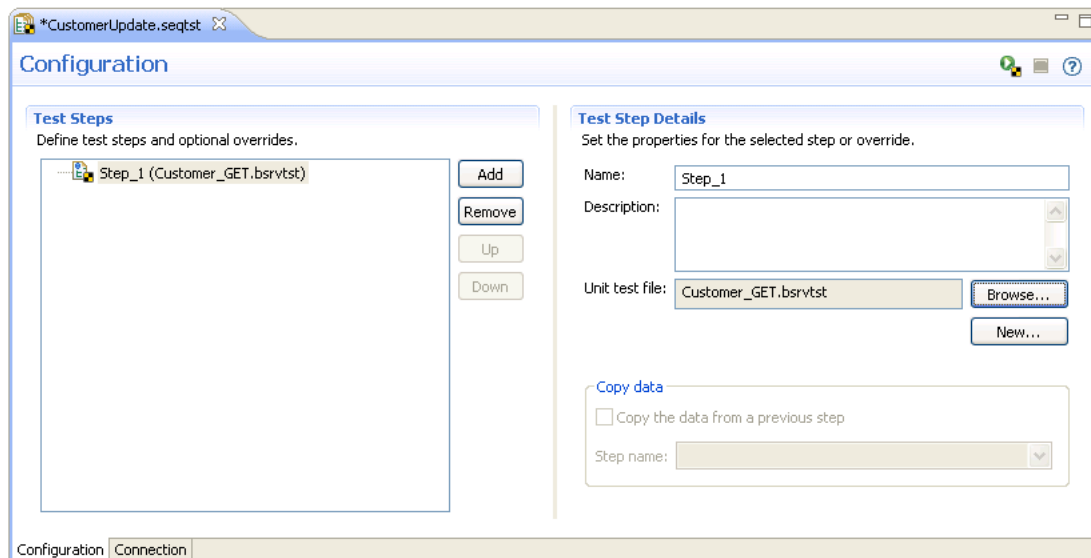 *CustomerUpdate.seqtst
Configuration
Test Steps
Define test steps and optional overrides.
Step_1 (Customer_GET.bsrvtst)
Add
Remove
Up
Down
Test Step Details
Set the properties for the selected step or override.
Name: Step_1
Description:
Unit test file: Customer_GET.bsrvtst Browse...
New...
Copy data
Copy the data from a previous step
Step name:
Configuration Connection